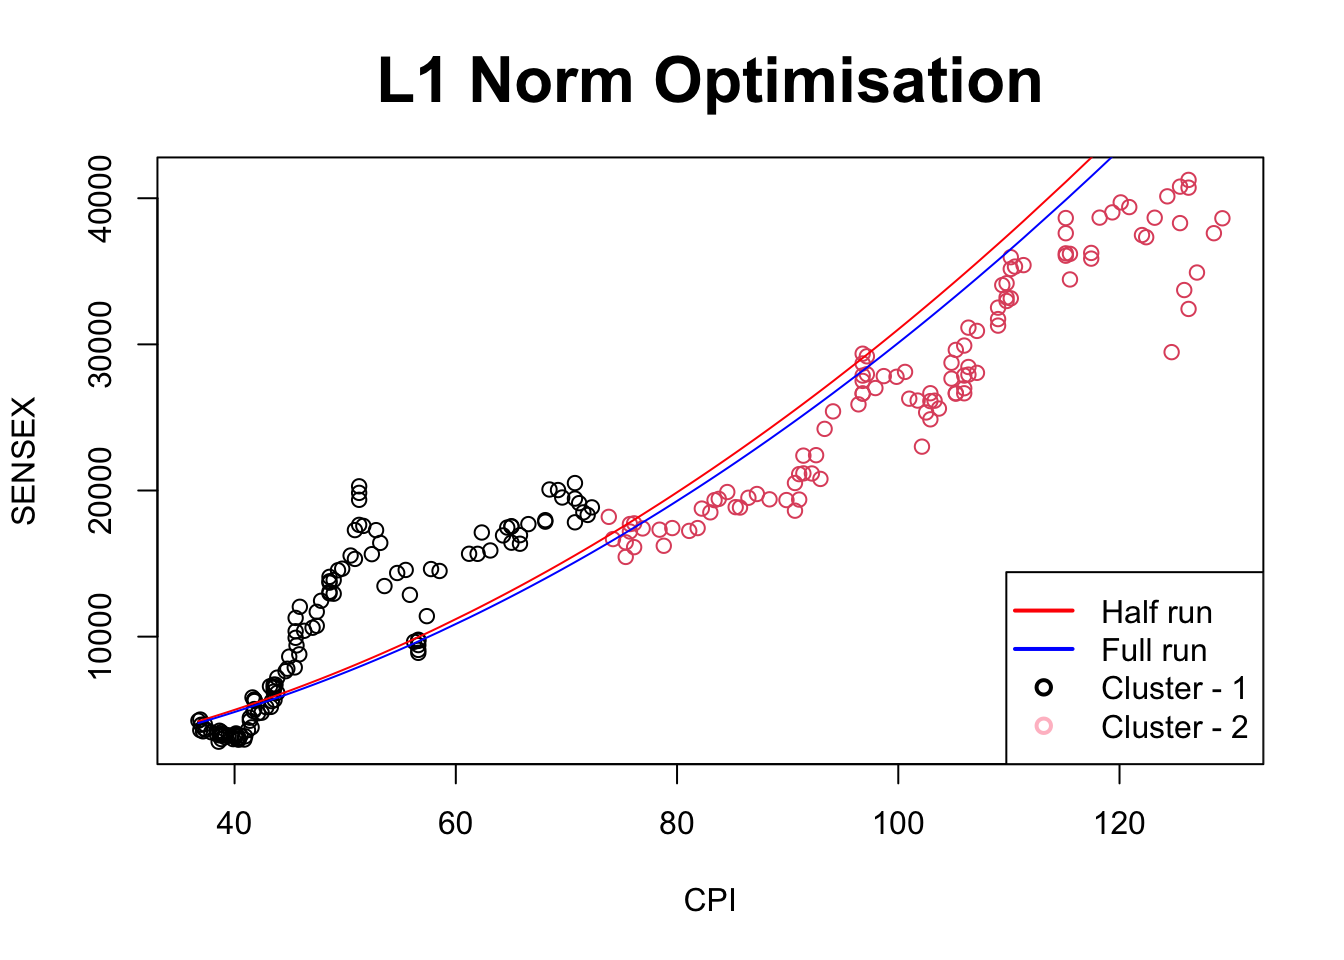 L1 Norm Optimisation
SENSEX
40000
30000
20000
10000
40 60 80 100 120
CPI
Half run
Full run
Cluster - 1
Cluster - 2